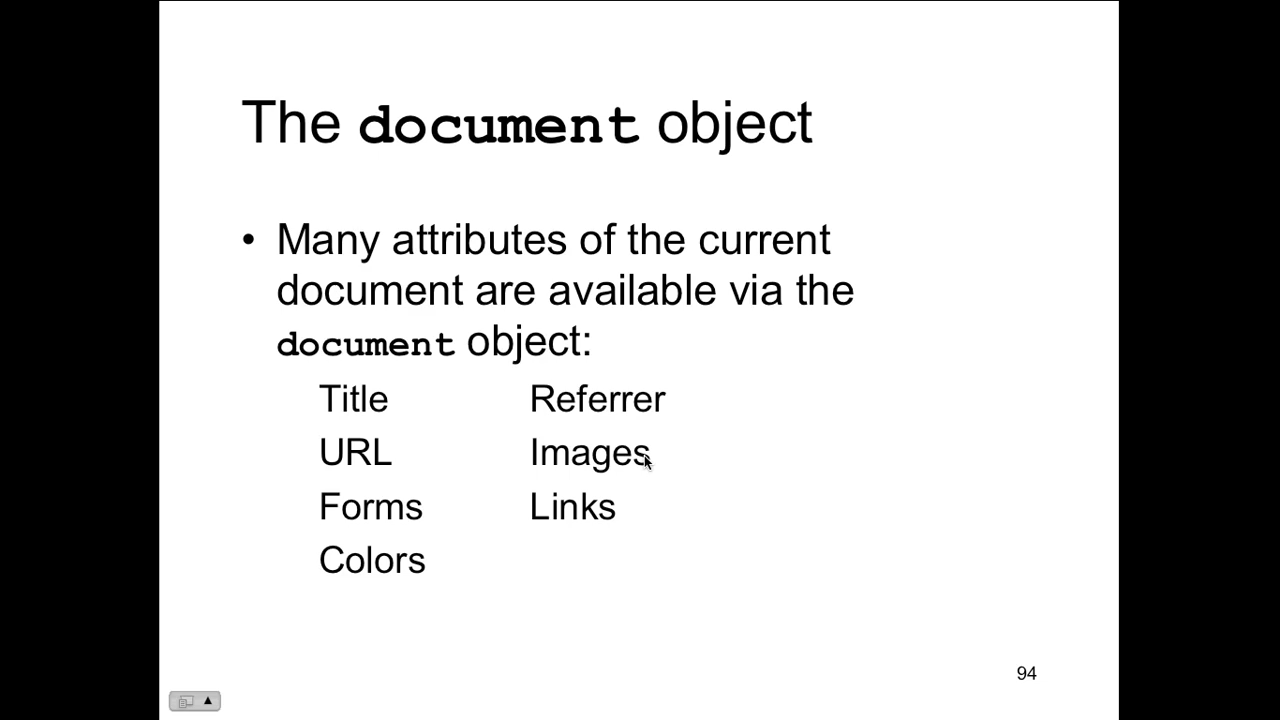 The document object
• Many attributes of the current
document are available via the
document object:
Title
URL
Forms
Colors
Referrer
Images
Links
94